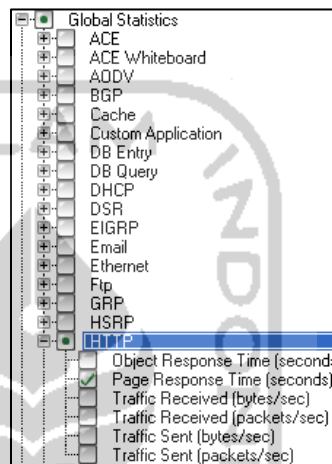 Global Statistics
ACE
ACE Whiteboard
AODV
BGP
Cache
Custom Application
DB Entry
DB Query
DHCP
DSR
EIGRP
Email
Ethernet
Ftp
GRP
HSRP
HTTP
Object Response Time (seconds
Page Response Time (seconds)
Traffic Received (bytes/sec)
Traffic Received (packets/sec)
Traffic Sent (bytes/sec)
Traffic Sent (packets/sec)